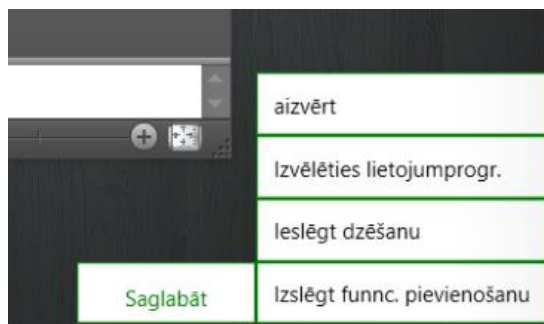 aizvērt
Izvēlēties lietojumprogr.
Ieslēgt dzēšanu
Saglabāt
Izslēgt funnc. pievienošanu